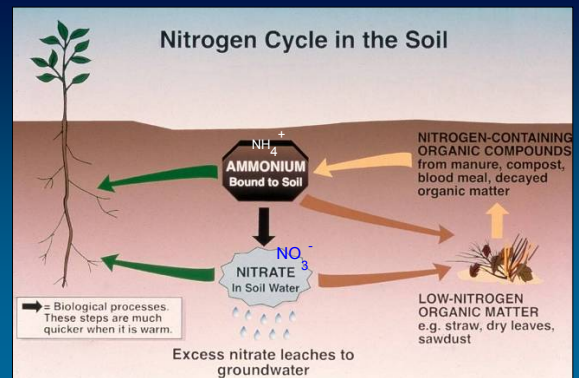 Nitrogen Cycle in the Soil
NH4+
AMMONIUM
Bound to Soil
NITROGEN-CONTAINING
ORGANIC COMPOUNDS
from manure, compost,
blood meal, decayed
organic matter
NO3-
NITRATE
In Soil Water
LOW-NITROGEN
ORGANIC MATTER
e.g. straw, dry leaves,
sawdust
= Biological processes.
These steps are much
quicker when it is warm.
Excess nitrate leaches to
groundwater